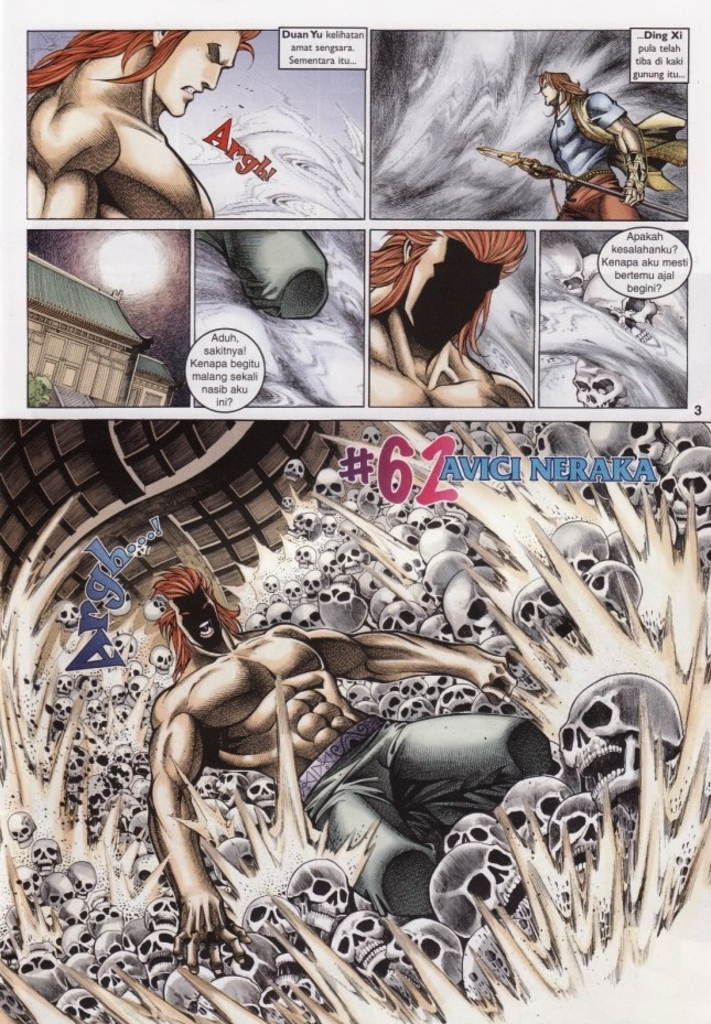 Duan Yu kelihatan
amat sengsara.
Sementara itu...
Argh!
...Ding Xi
pula telah
tiba di kaki
gunung itu...
Aduh,
sakitnya!
Kenapa begitu
malang sekali
nasib aku
ini?
Apakah
kesalahanku?
Kenapa aku mesti
bertemu ajal
begini?
3
#62 AVICI NERAKA
Argh...!